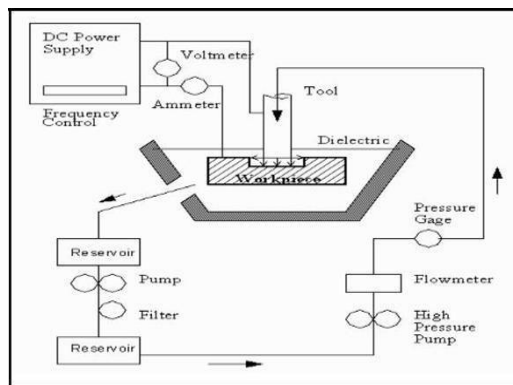 DC Power
Supply
Voltmeter
Ammeter
Frequency
Control
Tool
Dielectric
Workpiece
Pressure
Gage
Reservoir
Pump
Flowmeter
Filter
High
Pressure
Pump
Reservoir